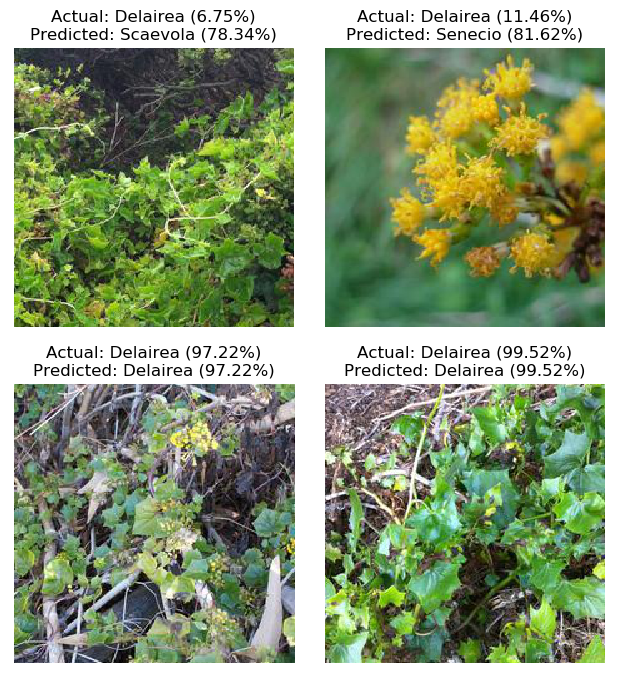 Actual: Delairea (6.75%)
Predicted: Scaevola (78.34%)
Actual: Delairea (11.46%)
Predicted: Senecio (81.62%)
Actual: Delairea (97.22%)
Predicted: Delairea (97.22%)
Actual: Delairea (99.52%)
Predicted: Delairea (99.52%)